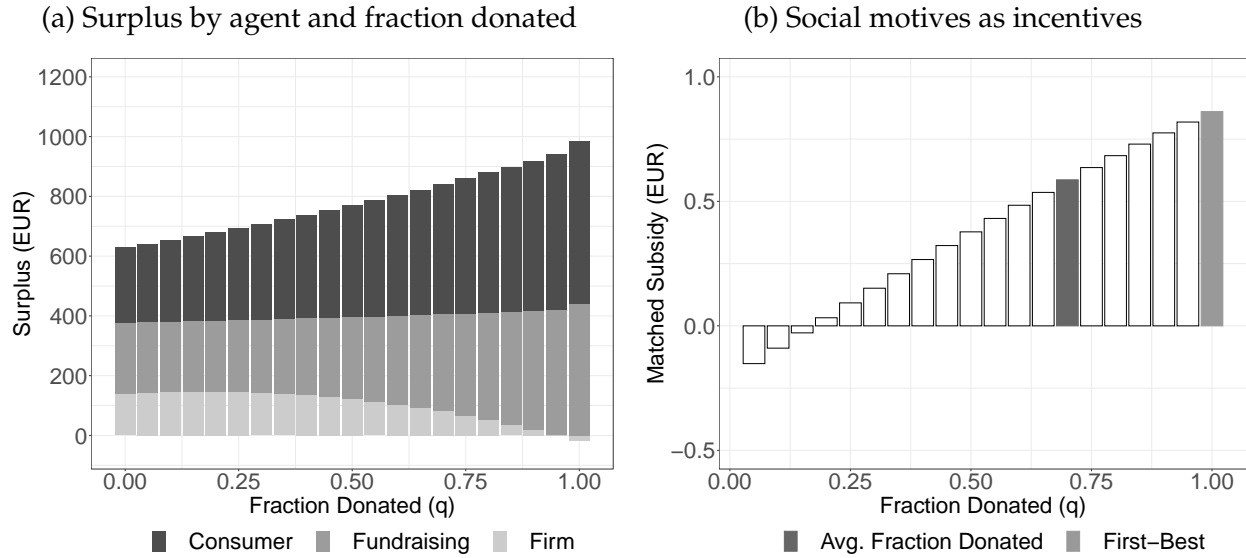 (a) Surplus by agent and fraction donated
Surplus (EUR)
1200
1000
800
600
400
200
0
0.00 0.25 0.50 0.75 1.00
Fraction Donated (q)
Consumer Fundraising Firm
(b) Social motives as incentives
Matched Subsidy (EUR)
1.0
0.5
0.0
−0.5
0.00 0.25 0.50 0.75 1.00
Fraction Donated (q)
Avg. Fraction Donated First−Best